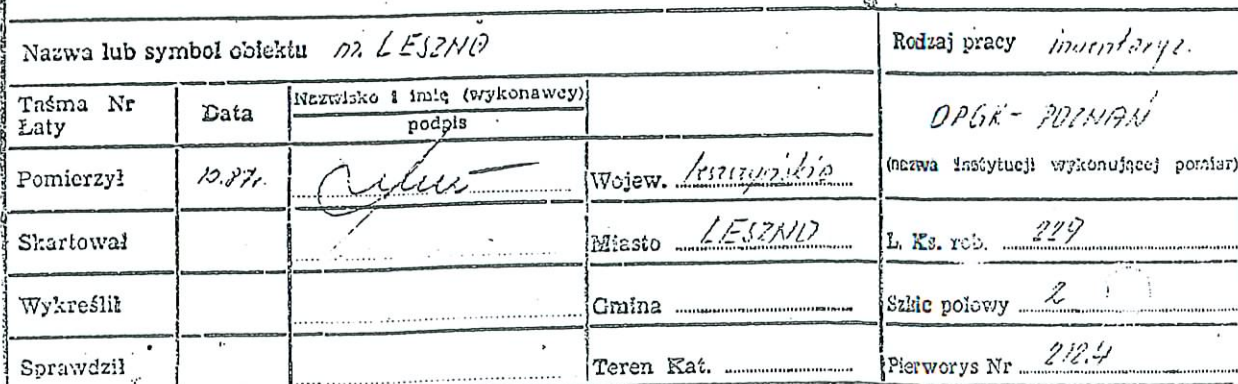 Nazwa lub symbol obiektu m. LESZNO
Rodzaj pracy inwentaryz.
Taśma Nr
Łaty
Data
Nazwisko i imię (wykonawcy)
podpis
OPGK - POZNAŃ
(nazwa instytucji wykonującej pomiar)
Pomierzył 10.87r. Wojew. leszczyńskie
Skartował Miasto LESZNO L. Ks. rob. 229
Wykreślił Gmina Szkic polowy 2
Sprawdził Teren Kat. Pierworys Nr 212.4